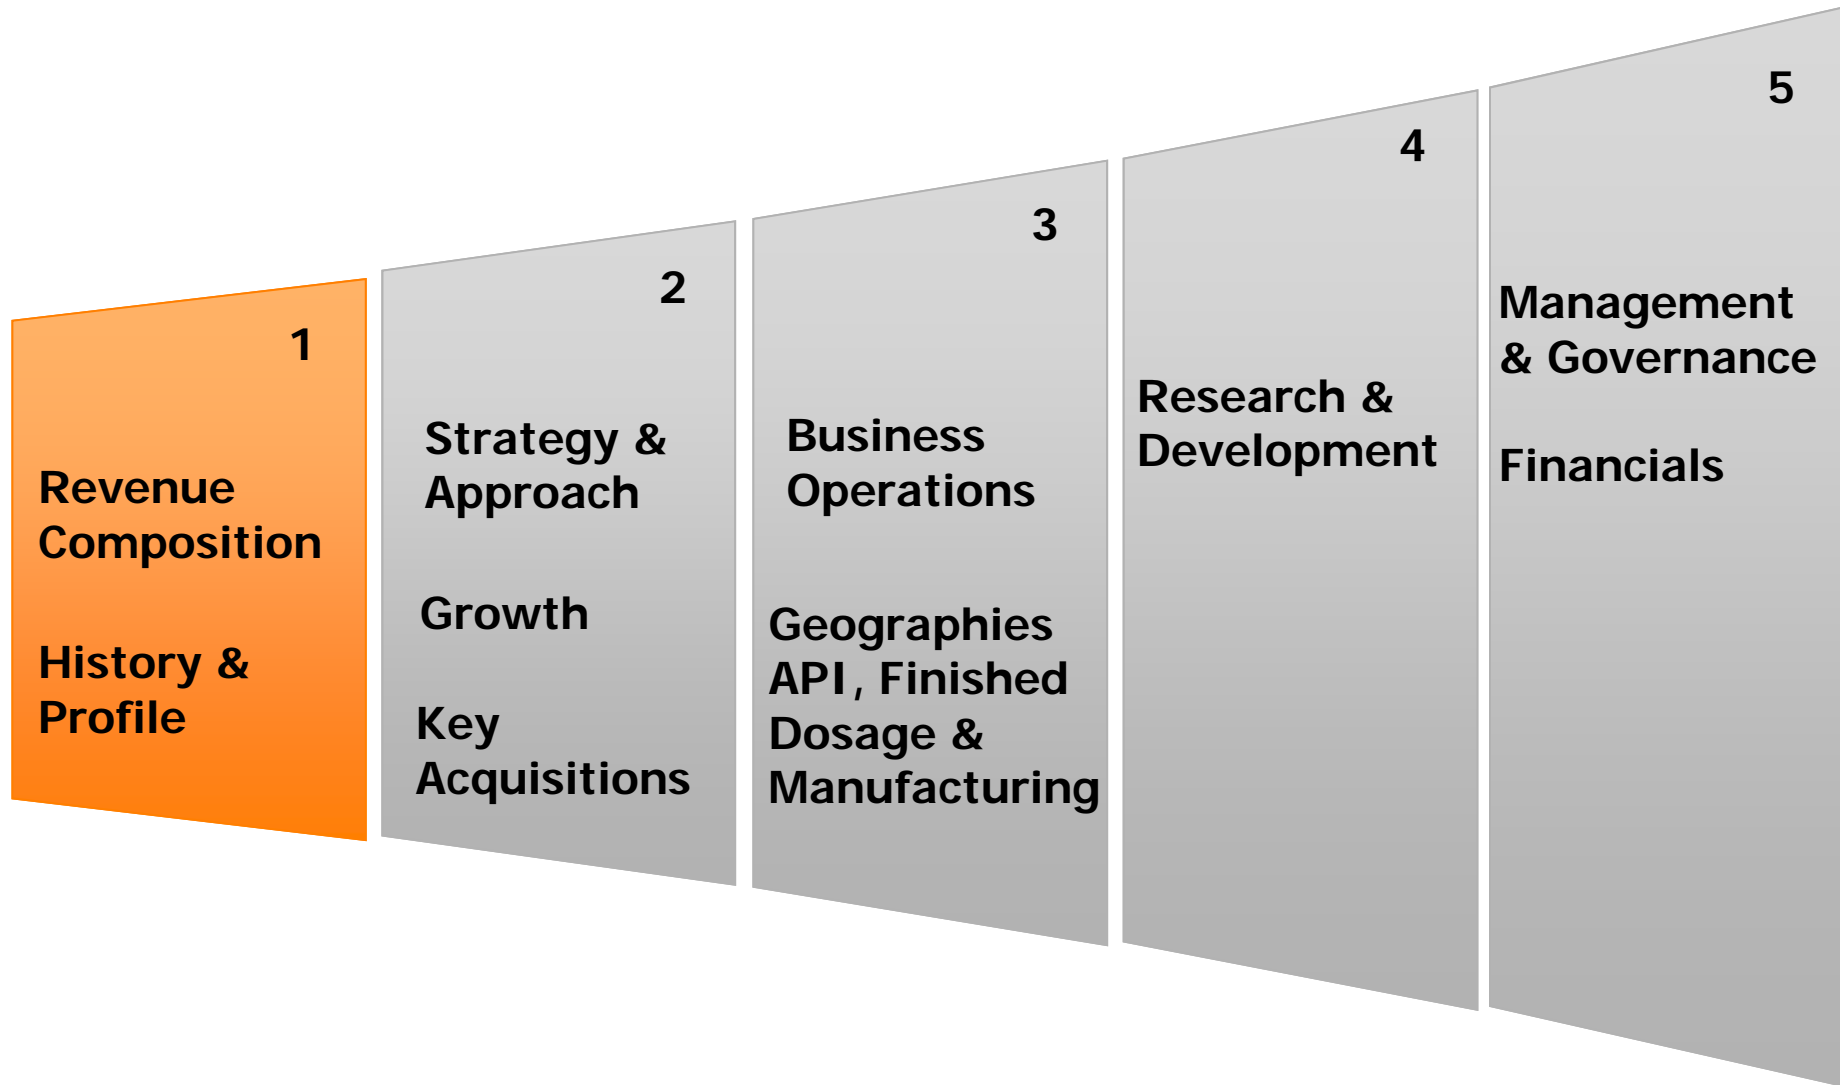 1
Revenue
Composition
History &
Profile
2
Strategy &
Approach
Growth
Key
Acquisitions
3
Business
Operations
Geographies
API, Finished
Dosage &
Manufacturing
4
Research &
Development
5
Management
& Governance
Financials